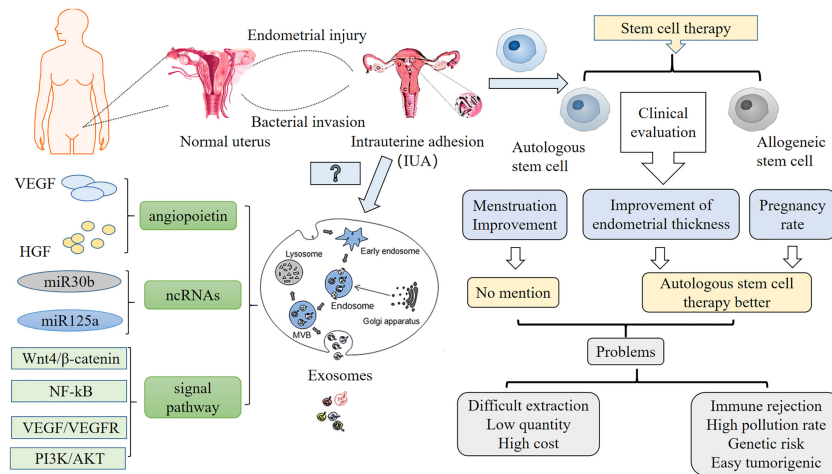 Endometrial injury
Bacterial invasion
Normal uterus
Intrauterine adhesion
(IUA)
?
Stem cell therapy
Autologous
stem cell
Clinical
evaluation
Allogeneic
stem cell
Menstruation
Improvement
Improvement of
endometrial thickness
Pregnancy
rate
No mention
Autologous stem cell
therapy better
Problems
Difficult extraction
Low quantity
High cost
Immune rejection
High pollution rate
Genetic risk
Easy tumorigenic
VEGF
HGF
angiopoietin
miR30b
miR125a
ncRNAs
Wnt4/β-catenin
NF-kB
VEGF/VEGFR
PI3K/AKT
signal
pathway
Lysosome
Early endosome
Endosome
Golgi apparatus
MVB
Exosomes